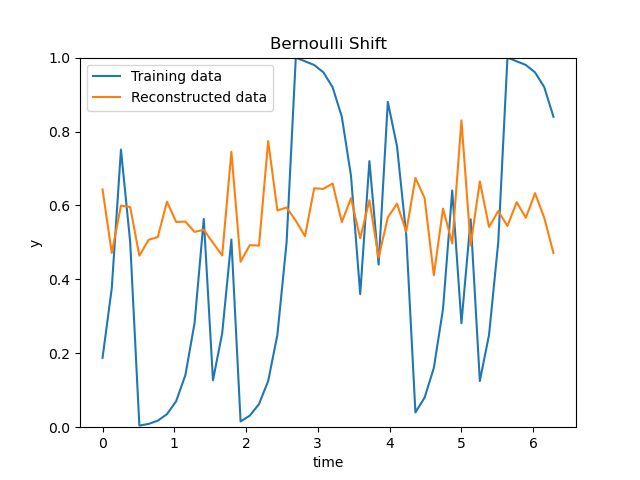 Bernoulli Shift
Training data
Reconstructed data
1.0
0.8
0.6
0.4
0.2
0.0
y
0 1 2 3 4 5 6
time